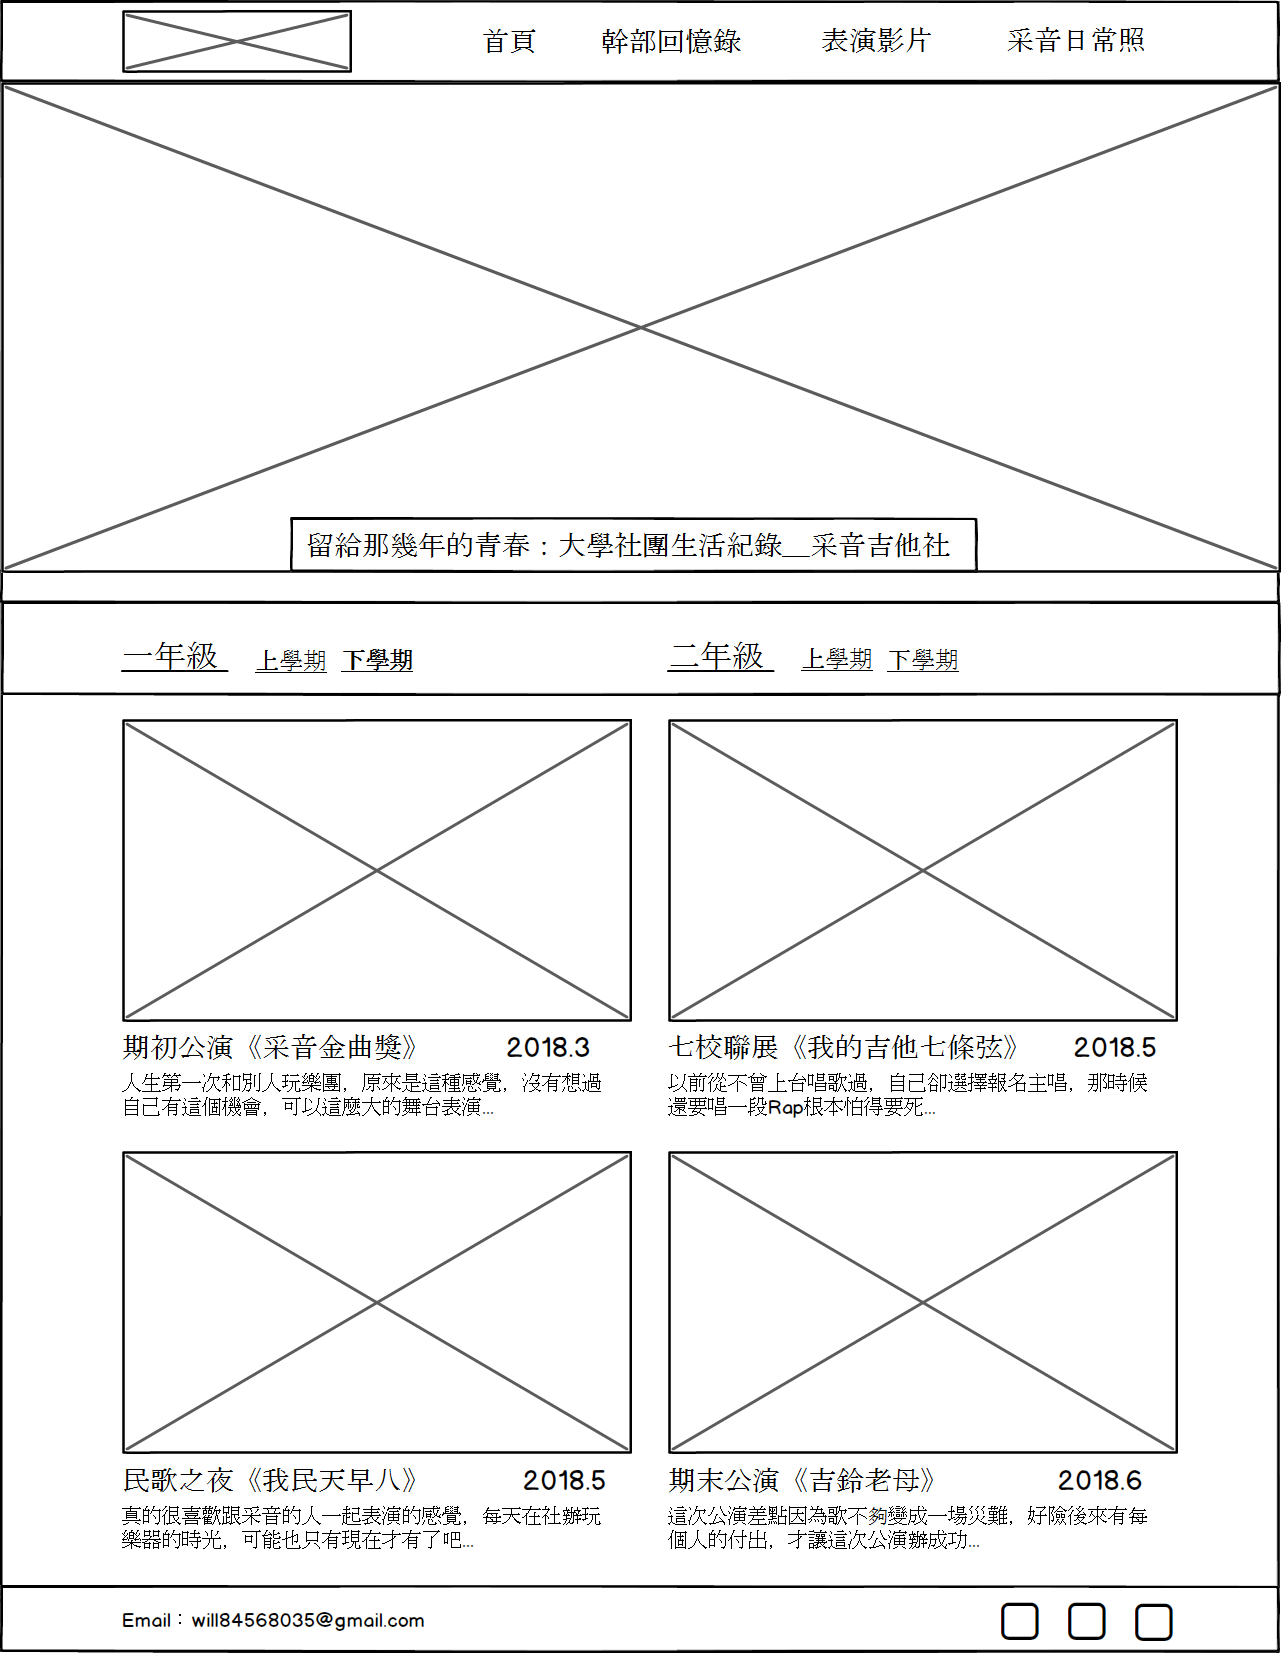 首頁 幹部回憶錄 表演影片 采音日常照
留給那幾年的青春：大學社團生活紀錄__采音吉他社
一年級 上學期 下學期 二年級 上學期 下學期
期初公演《采音金曲獎》 2018.3
人生第一次和別人玩樂團，原來是這種感覺，沒有想過
自己有這個機會，可以這麼大的舞台表演...
七校聯展《我的吉他七條弦》 2018.5
以前從不曾上台唱歌過，自己卻選擇報名主唱，那時候
還要唱一段Rap根本怕得要死...
民歌之夜《我民天早八》 2018.5
真的很喜歡跟采音的人一起表演的感覺，每天在社辦玩
樂器的時光，可能也只有現在才有了吧...
期末公演《吉鈴老母》 2018.6
這次公演差點因為歌不夠變成一場災難，好險後來有每
個人的付出，才讓這次公演辦成功...
Email：will84568035@gmail.com